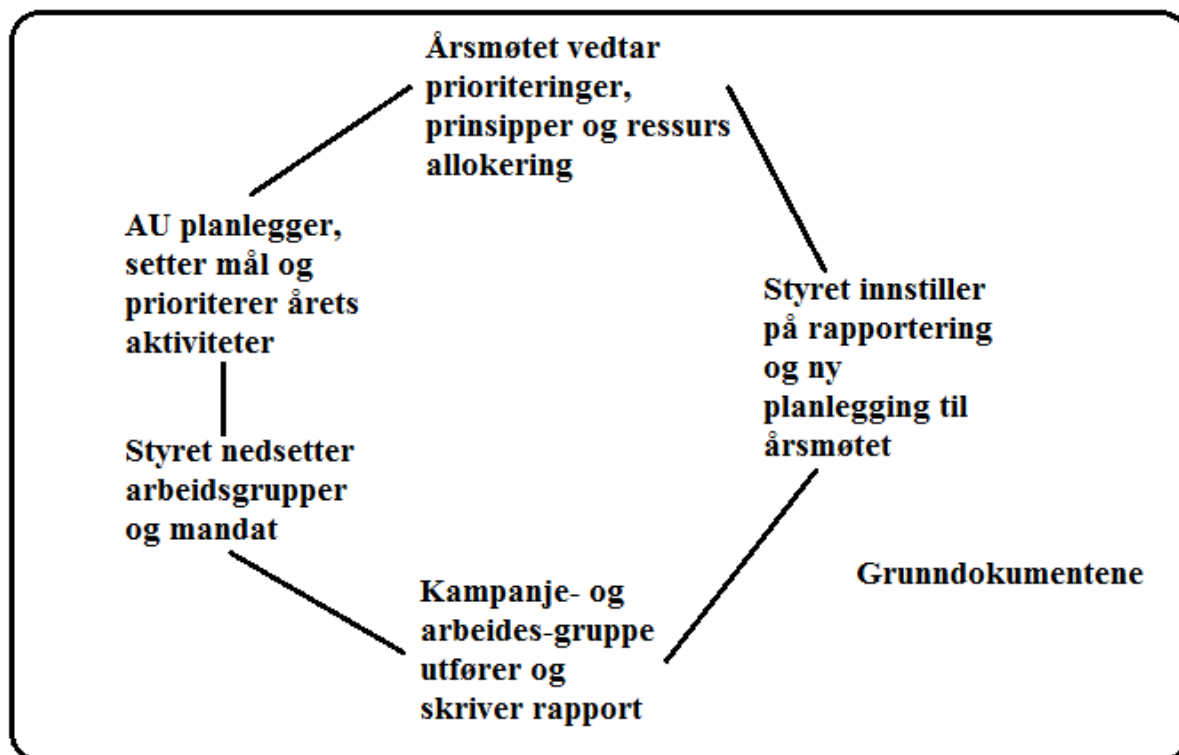 Årsmøtet vedtar
prioriteringer,
prinsipper og ressurs
allokering
AU planlegger,
setter mål og
prioriterer årets
aktiviteter
Styret innstiller
på rapportering
og ny
planlegging til
årsmøtet
Styret nedsetter
arbeidsgrupper
og mandat
Grunndokumentene
Kampanje- og
arbeides-gruppe
utfører og
skriver rapport